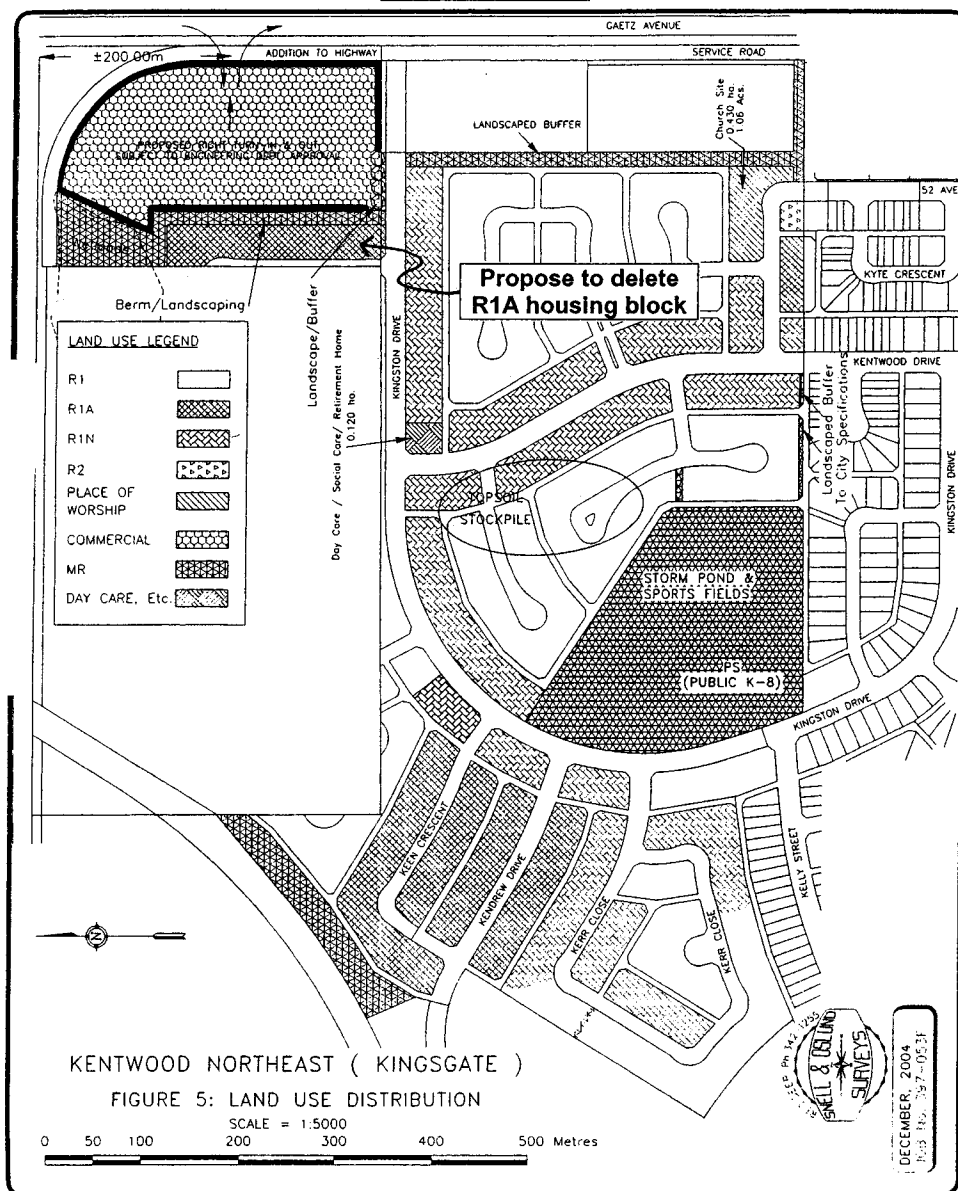 GAETZ AVENUE
±200.00m
ADDITION TO HIGHWAY
SERVICE ROAD
PROPOSED RIGHT TURN IN & OUT
SUBJECT TO ENGINEERING DEPT. APPROVAL
LANDSCAPED BUFFER
Church Site
0.430 ha.
1.06 Acs.
52 AVE
KYTE CRESCENT
Propose to delete
R1A housing block
Berm/Landscaping
Landscape/Buffer
KINGSTON DRIVE
KENTWOOD DRIVE
LAND USE LEGEND
R1
R1A
R1N
R2
PLACE OF
WORSHIP
COMMERCIAL
MR
DAY CARE, Etc.
Day Care / Social Care/ Retirement Home
0.120 ha.
Landscaped Buffer
To City Specifications
KINGSTON DRIVE
TOPSOIL
STOCKPILE
STORM POND &
SPORTS FIELDS
PS
(PUBLIC K-8)
KINGSTON DRIVE
KEEN CRESCENT
KENDREW DRIVE
KERR CLOSE
KERR CLOSE
KELLY STREET
N
KENTWOOD NORTHEAST ( KINGSGATE )
FIGURE 5: LAND USE DISTRIBUTION
SCALE = 1:5000
0 50 100 200 300 400 500 Metres
SNELL & OSLUND
SURVEYS
DECEMBER, 2004